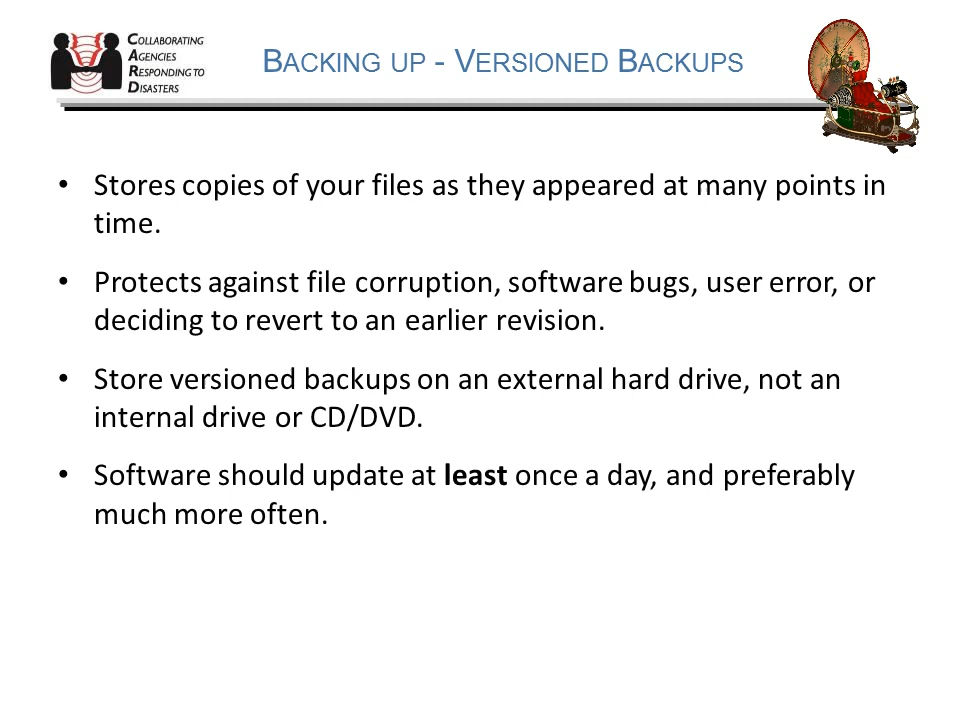 COLLABORATING
AGENCIES
RESPONDING TO
DISASTERS
BACKING UP - VERSIONED BACKUPS
• Stores copies of your files as they appeared at many points in
time.
• Protects against file corruption, software bugs, user error, or
deciding to revert to an earlier revision.
• Store versioned backups on an external hard drive, not an
internal drive or CD/DVD.
• Software should update at least once a day, and preferably
much more often.